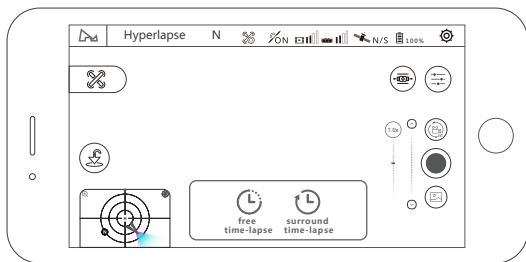 Hyperlapse N ON N/S 100%
1.0x
free
time-lapse
surround
time-lapse